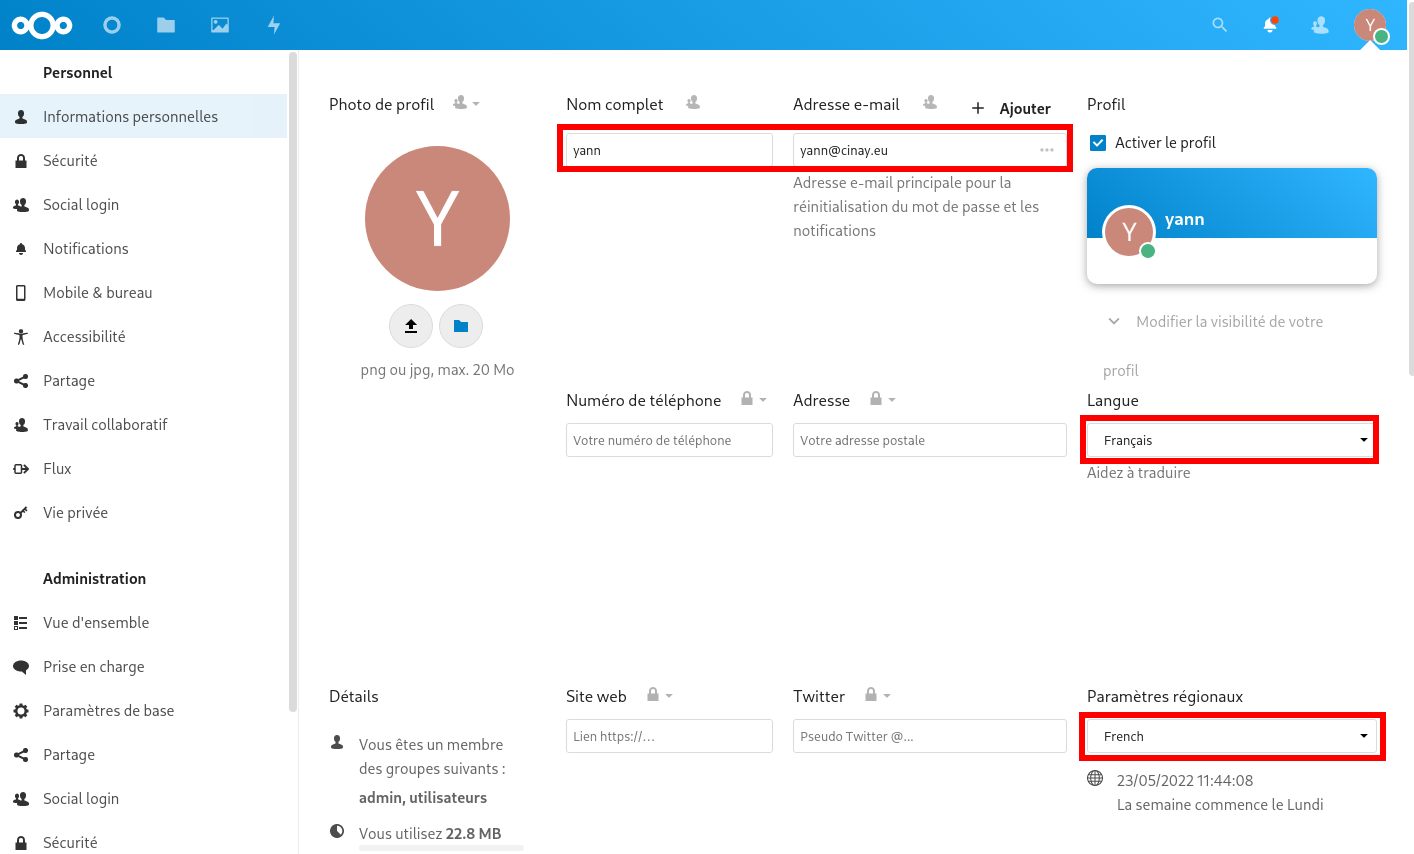 Y
Personnel
Informations personnelles
Sécurité
Social login
Notifications
Mobile & bureau
Accessibilité
Partage
Travail collaboratif
Flux
Vie privée
Administration
Vue d'ensemble
Prise en charge
Paramètres de base
Partage
Social login
Sécurité
Photo de profil
Y
png ou jpg, max. 20 Mo
Nom complet
yann
Adresse e-mail
+ Ajouter
yann@cinay.eu
Adresse e-mail principale pour la
réinitialisation du mot de passe et les
notifications
Profil
Activer le profil
Y
yann
Modifier la visibilité de votre
profil
Numéro de téléphone
Votre numéro de téléphone
Adresse
Votre adresse postale
Langue
Français
Aidez à traduire
Détails
Vous êtes un membre
des groupes suivants :
admin, utilisateurs
Vous utilisez 22.8 MB
Site web
Lien https://...
Twitter
Pseudo Twitter @...
Paramètres régionaux
French
23/05/2022 11:44:08
La semaine commence le Lundi